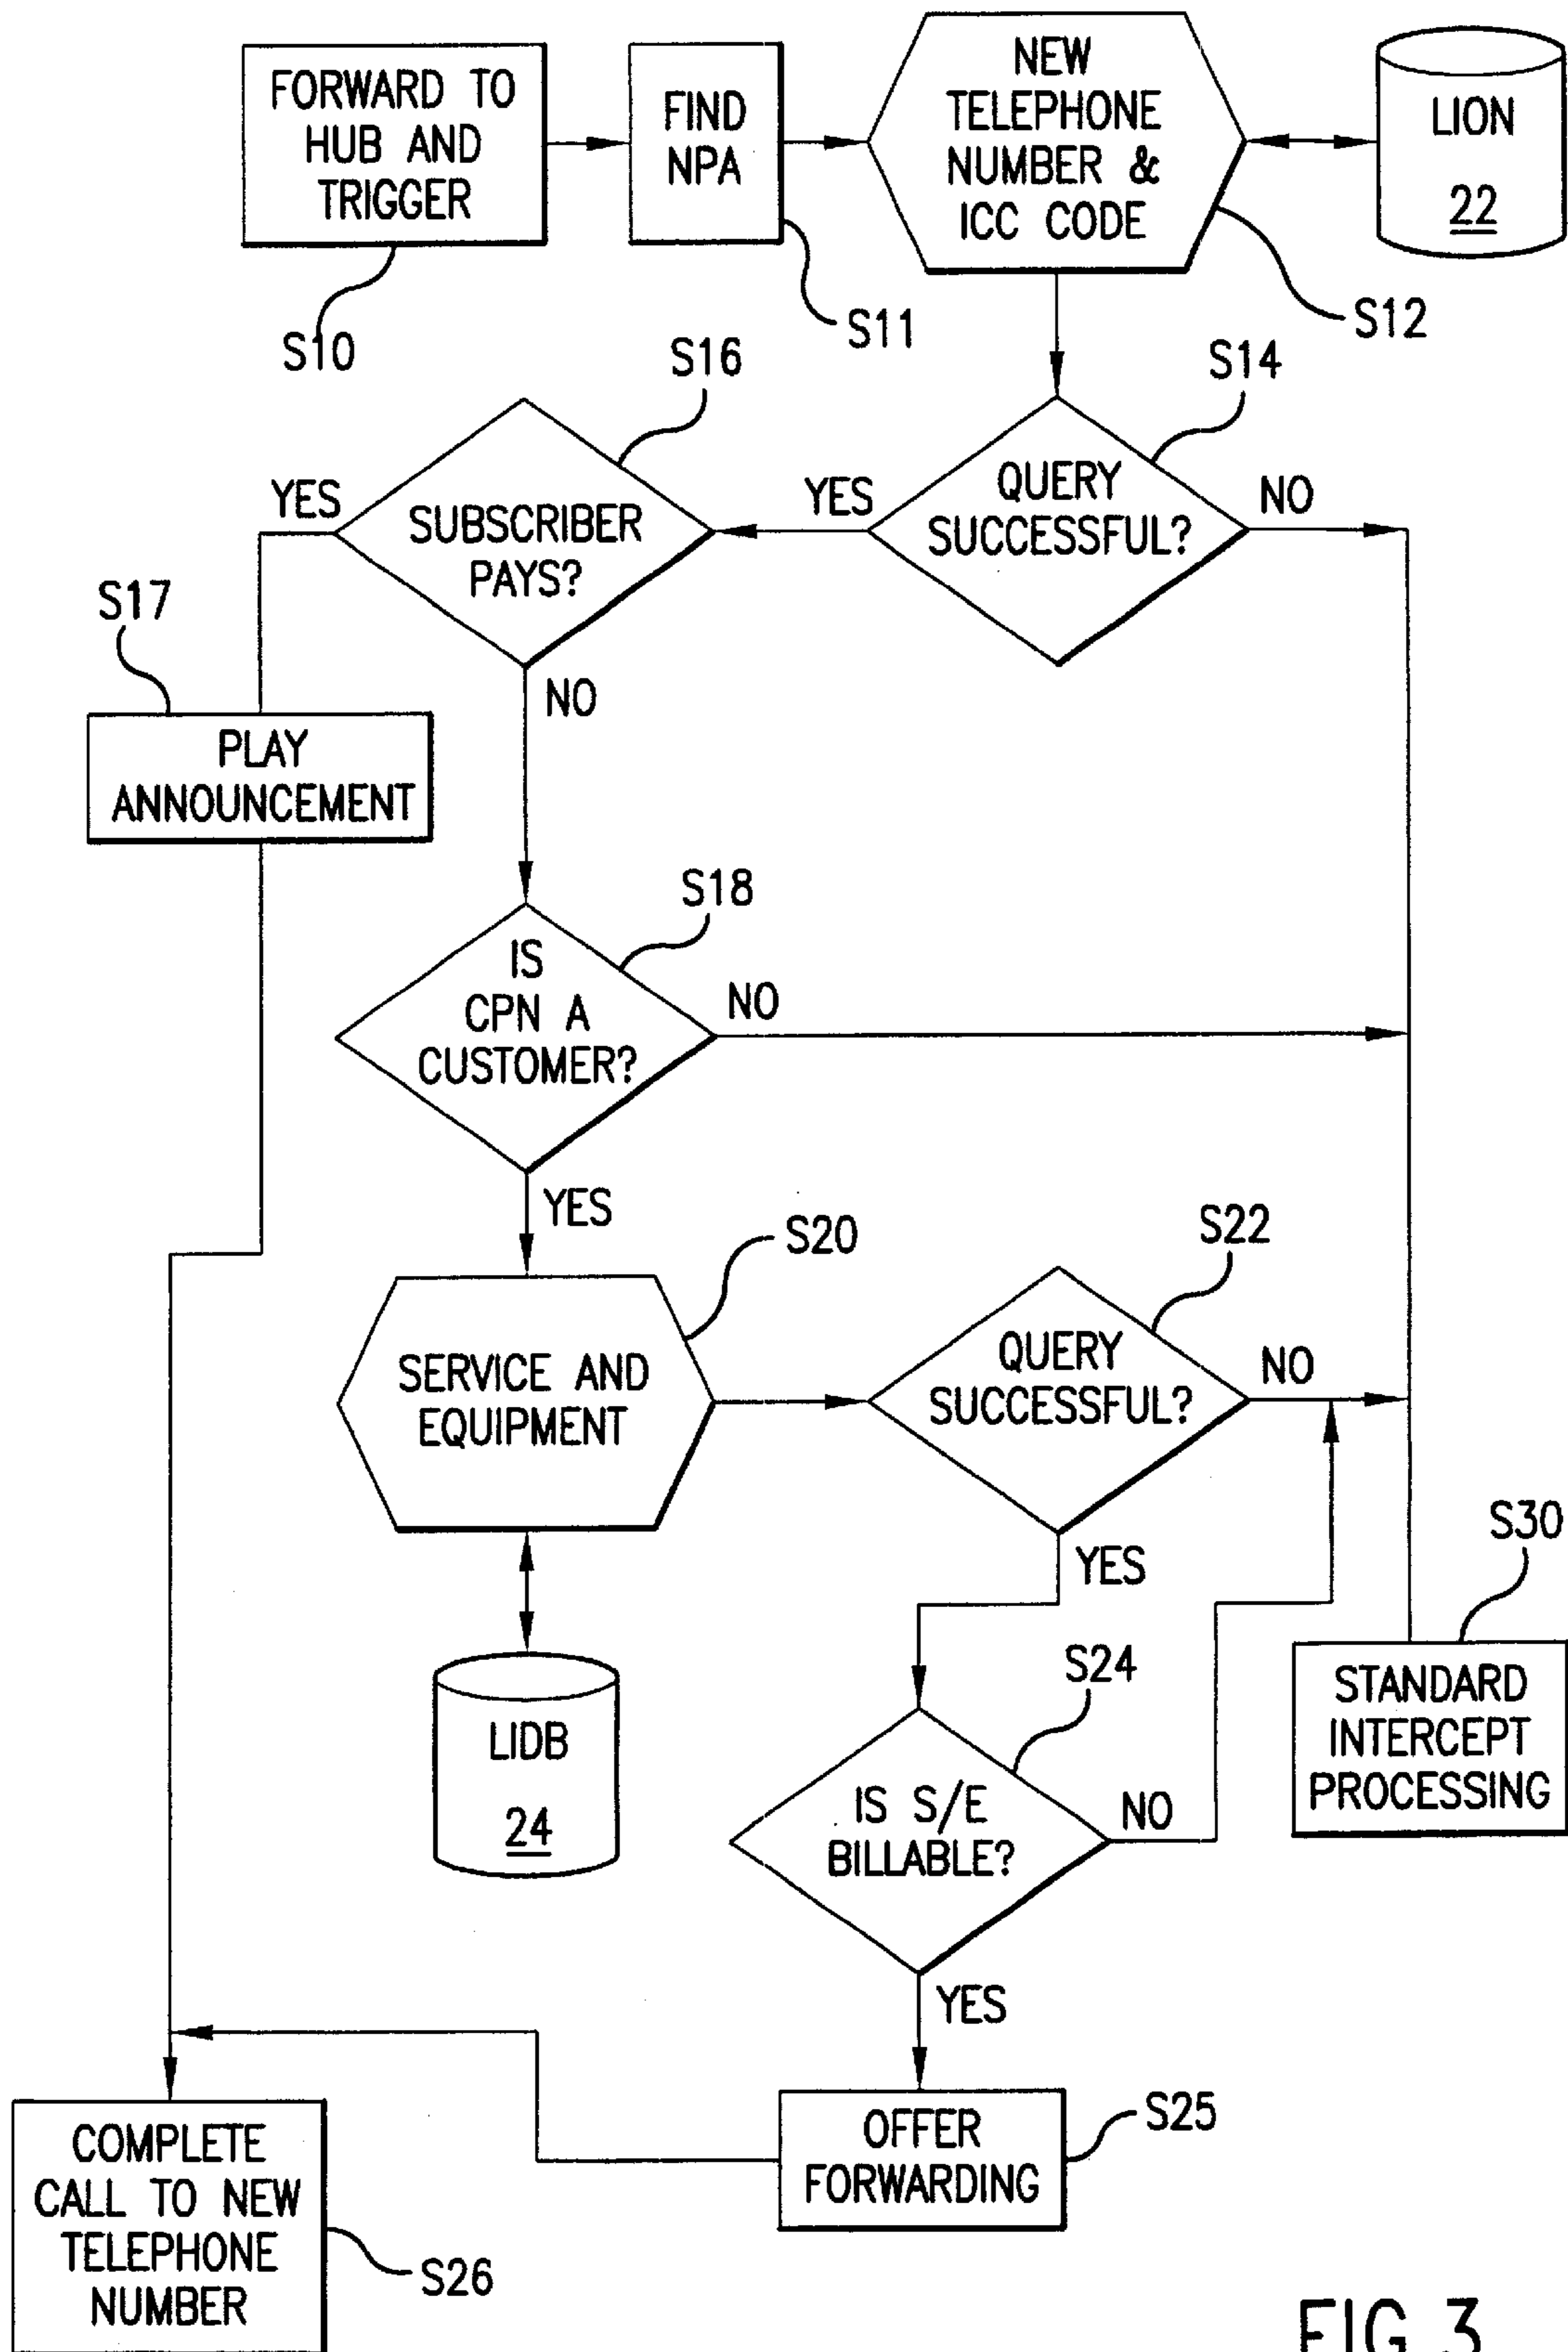 FORWARD TO
HUB AND
TRIGGER
S10
FIND
NPA
S11
NEW
TELEPHONE
NUMBER &
ICC CODE
S12
LION
22
S14
QUERY
SUCCESSFUL?
YES
NO
S16
SUBSCRIBER
PAYS?
YES
NO
S17
PLAY
ANNOUNCEMENT
S18
IS
CPN A
CUSTOMER?
NO
YES
S20
SERVICE AND
EQUIPMENT
LIDB
24
S22
QUERY
SUCCESSFUL?
NO
YES
S24
IS S/E
BILLABLE?
NO
YES
S30
STANDARD
INTERCEPT
PROCESSING
OFFER
FORWARDING
S25
COMPLETE
CALL TO NEW
TELEPHONE
NUMBER
S26
FIG.3